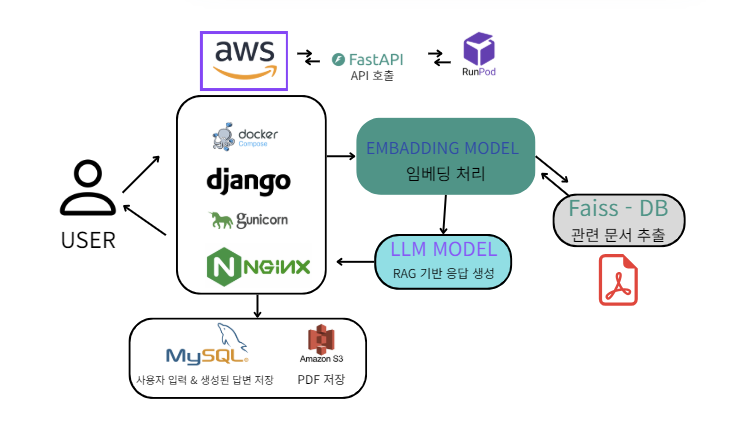 aws
FastAPI
API 호출
RunPod
docker
Compose
django
gunicorn
NGINX
USER
EMBADDING MODEL
임베딩 처리
Faiss - DB
관련 문서 추출
LLM MODEL
RAG 기반 응답 생성
MySQL
사용자 입력 & 생성된 답변 저장
Amazon S3
PDF 저장